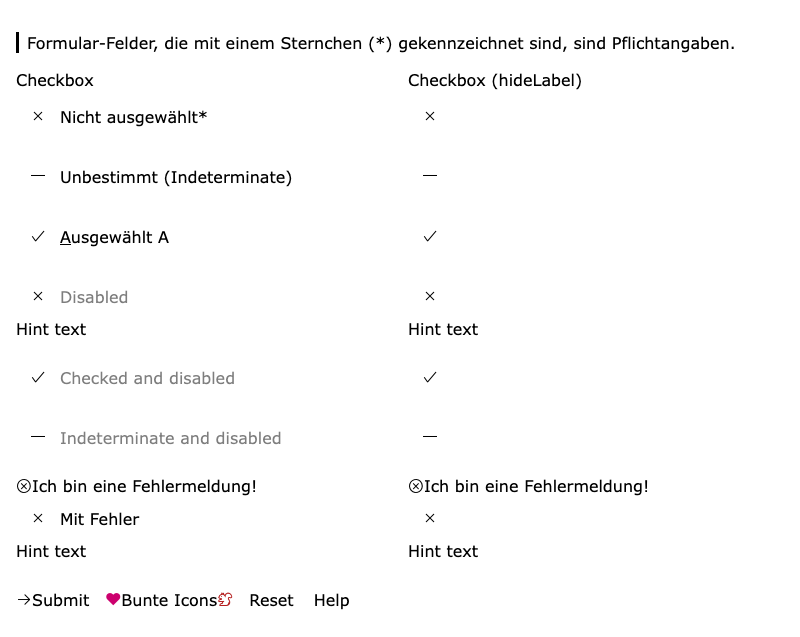 Formular-Felder, die mit einem Sternchen (*) gekennzeichnet sind, sind Pflichtangaben.
Checkbox
Nicht ausgewählt*
Unbestimmt (Indeterminate)
Ausgewählt A
Disabled
Hint text
Checked and disabled
Indeterminate and disabled
Ich bin eine Fehlermeldung!
Mit Fehler
Hint text
Checkbox (hideLabel)
Hint text
Ich bin eine Fehlermeldung!
Hint text
Submit Bunte Icons Reset Help